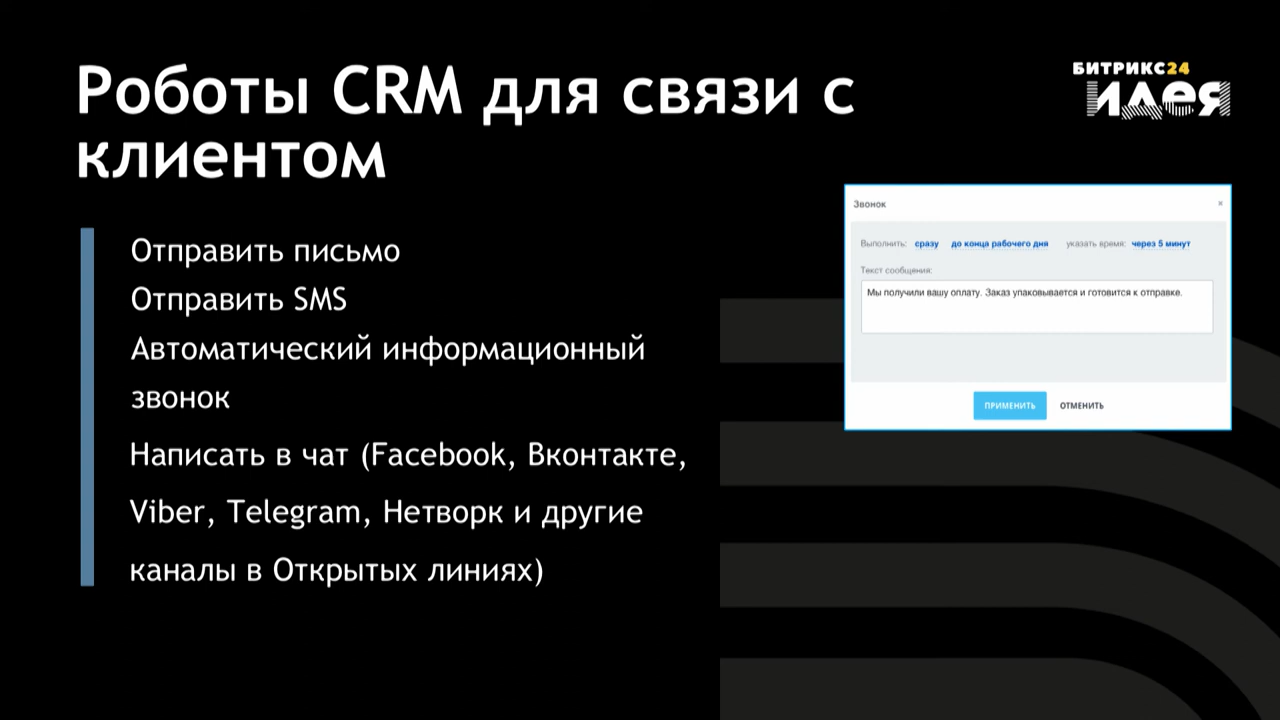 Роботы CRM для связи с
клиентом
БИТРИКС24
идея
Отправить письмо
Отправить SMS
Автоматический информационный
звонок
Написать в чат (Facebook, Вконтакте,
Viber, Telegram, Нетворк и другие
каналы в Открытых линиях)
Звонок ×
Выполнить: сразу до конца рабочего дня указать время: через 5 минут
Текст сообщения:
Мы получили вашу оплату. Заказ упаковывается и готовится к отправке.
ПРИМЕНИТЬ ОТМЕНИТЬ